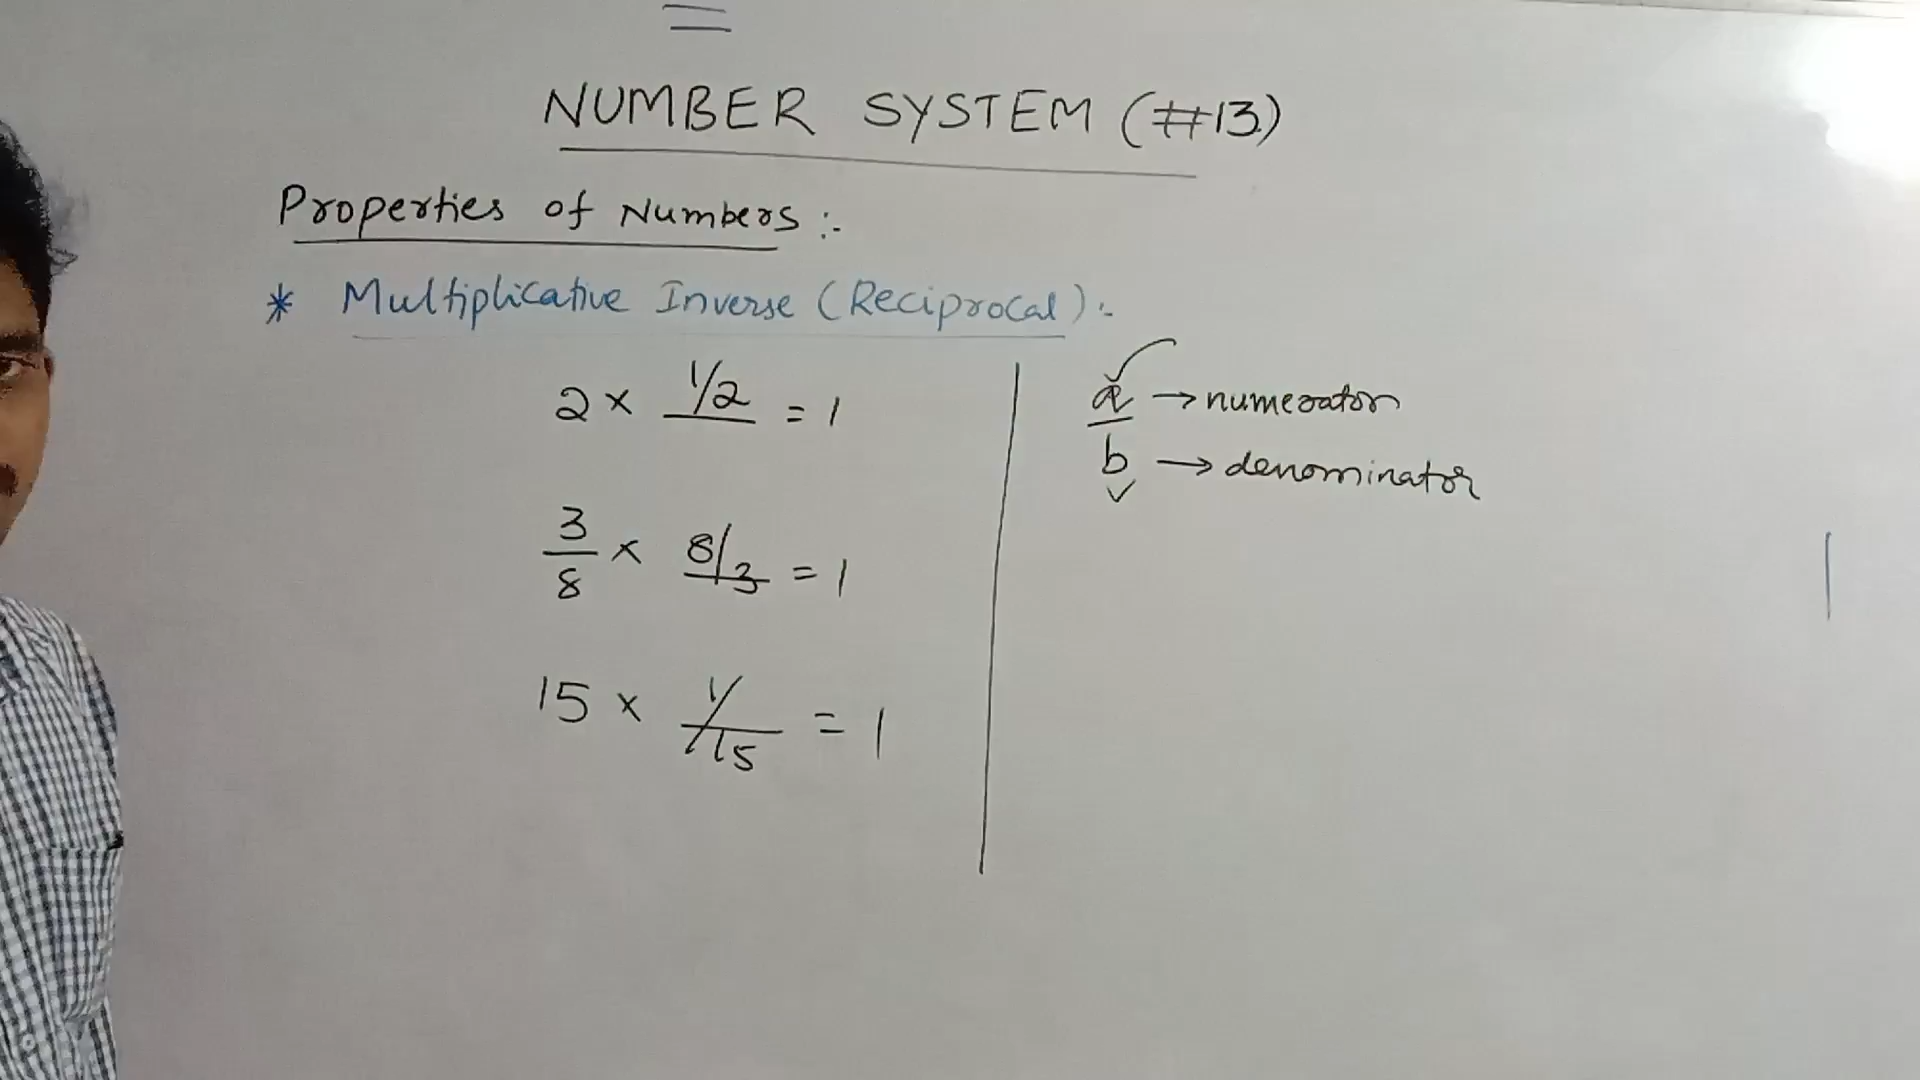 NUMBER SYSTEM (#13)
Properties of Numbers :-
* Multiplicative Inverse (Reciprocal) :-
2 × 1/2 = 1
3/8 × 8/3 = 1
15 × 1/15 = 1
a → numerator
b → denominator